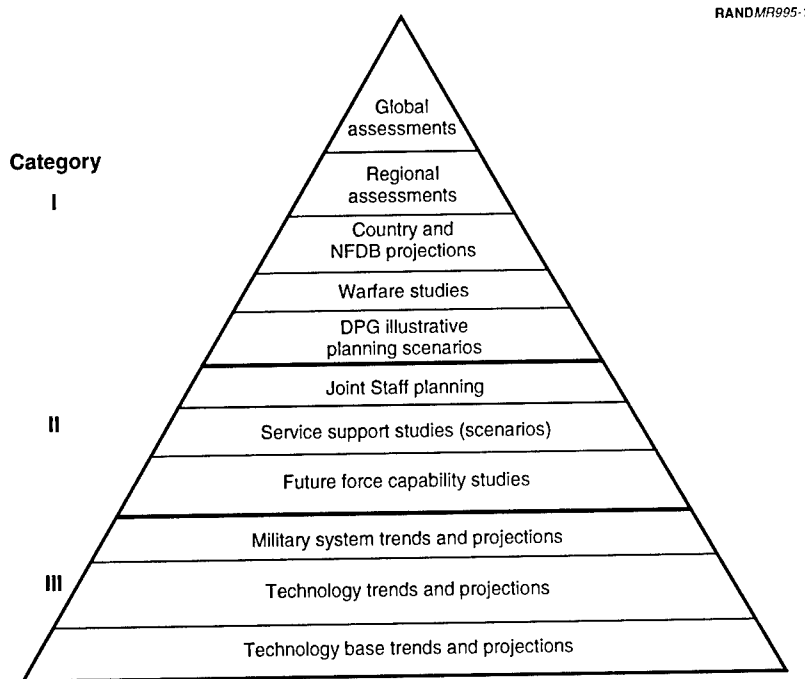 RANDMR995-
Global
assessments
Category
Regional
assessments
I
Country and
NFDB projections
Warfare studies
DPG illustrative
planning scenarios
Joint Staff planning
II
Service support studies (scenarios)
Future force capability studies
Military system trends and projections
III
Technology trends and projections
Technology base trends and projections